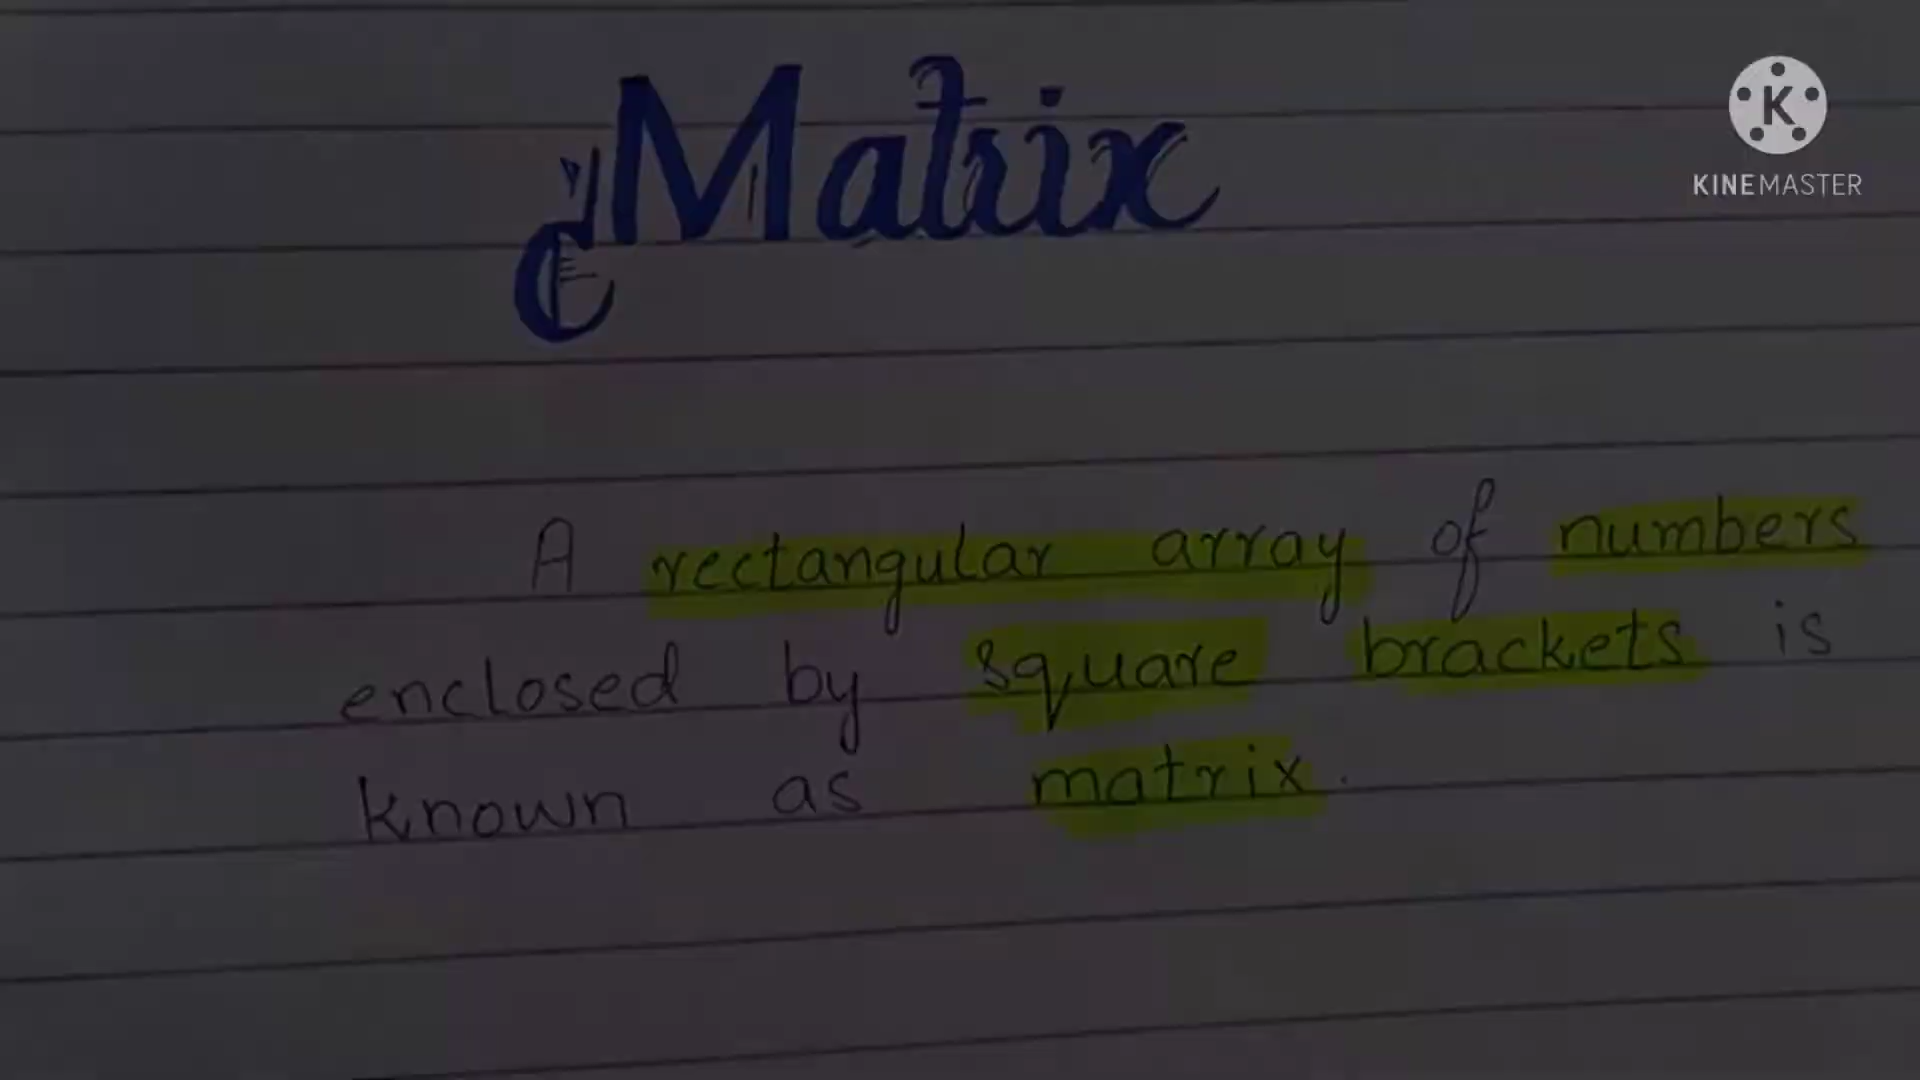 Matrix
KINEMASTER
A rectangular array of numbers
enclosed by square brackets is
known as matrix.